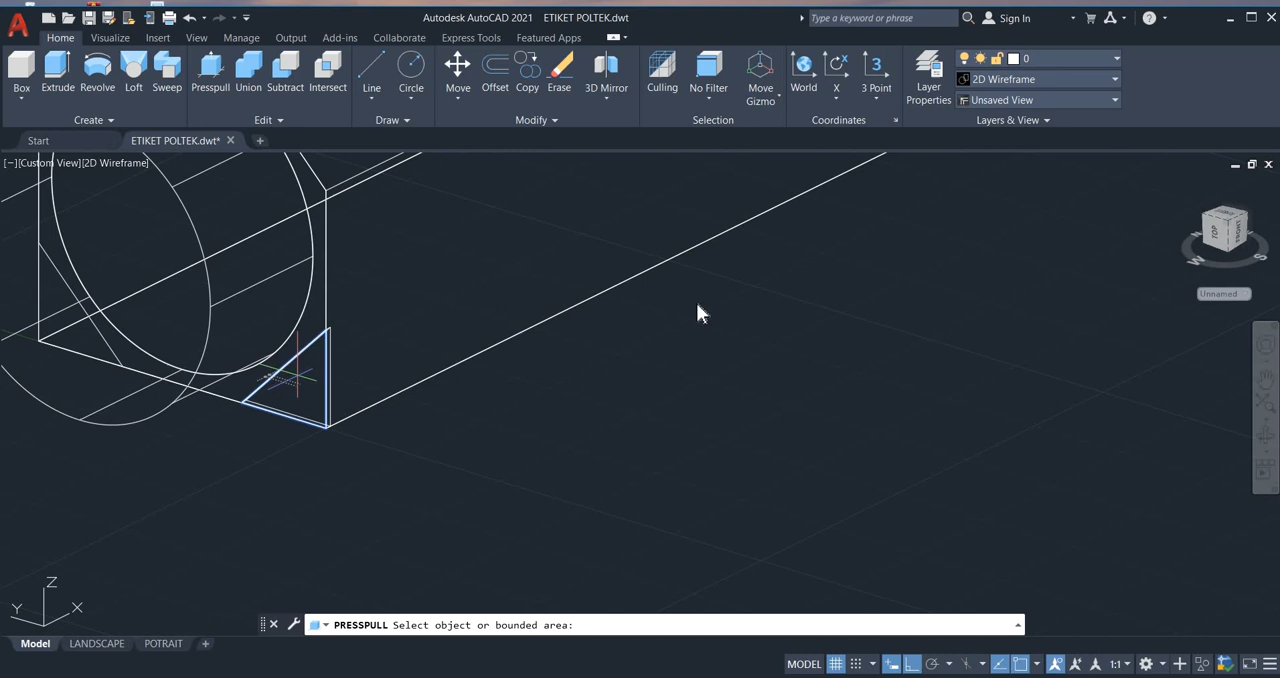 Autodesk AutoCAD 2021 ETIKET POLTEK.dwt
Type a keyword or phrase
Sign In
Home Visualize Insert View Manage Output Add-ins Collaborate Express Tools Featured Apps
Box Extrude Revolve Loft Sweep Presspull Union Subtract Intersect Line Circle Move Offset Copy Erase 3D Mirror Culling No Filter Move Gizmo World X 3 Point Layer Properties
0
2D Wireframe
Unsaved View
Create Edit Draw Modify Selection Coordinates Layers & View
Start ETIKET POLTEK.dwt*
[−][Custom View][2D Wireframe]
TOP FRONT
W S
Unnamed
Z
Y X
PRESSPULL Select object or bounded area:
Model LANDSCAPE POTRAIT
MODEL 1:1